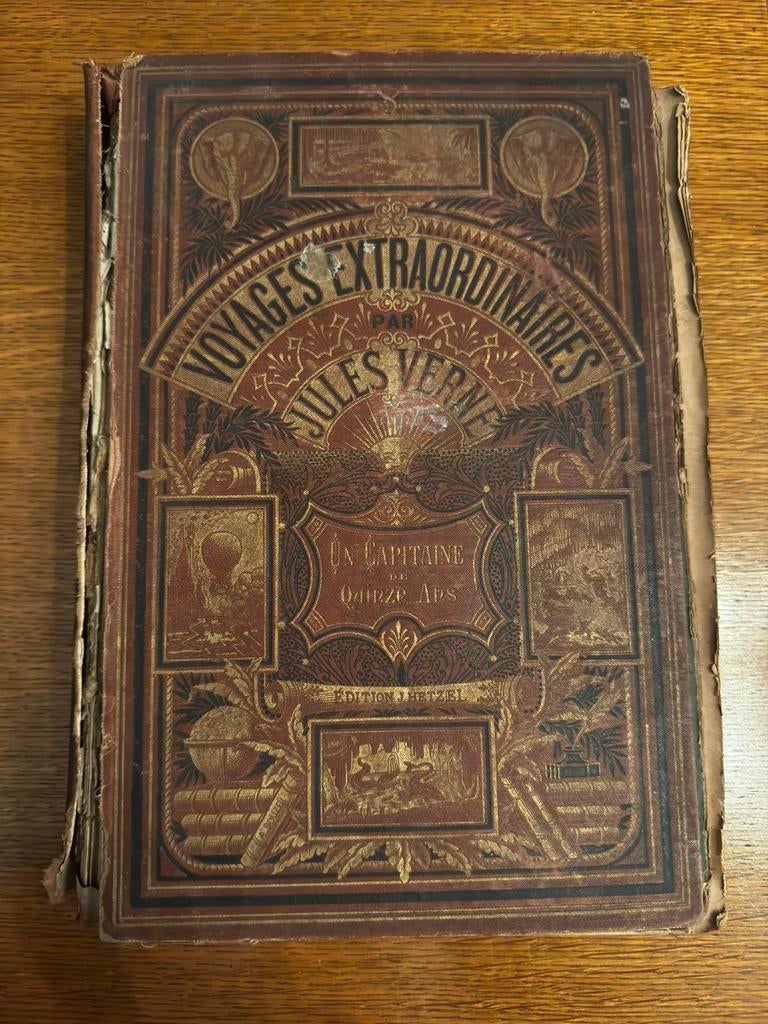 VOYAGES EXTRAORDINAIRES
PAR
JULES VERNE
UN CAPITAINE
DE
QUINZE ANS
ÉDITION J. HETZEL